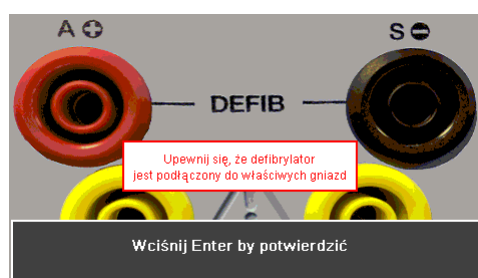 A ⊕ S ⊖
DEFIB
Upewnij się, że defibrylator
jest podłączony do właściwych gniazd
Wciśnij Enter by potwierdzić